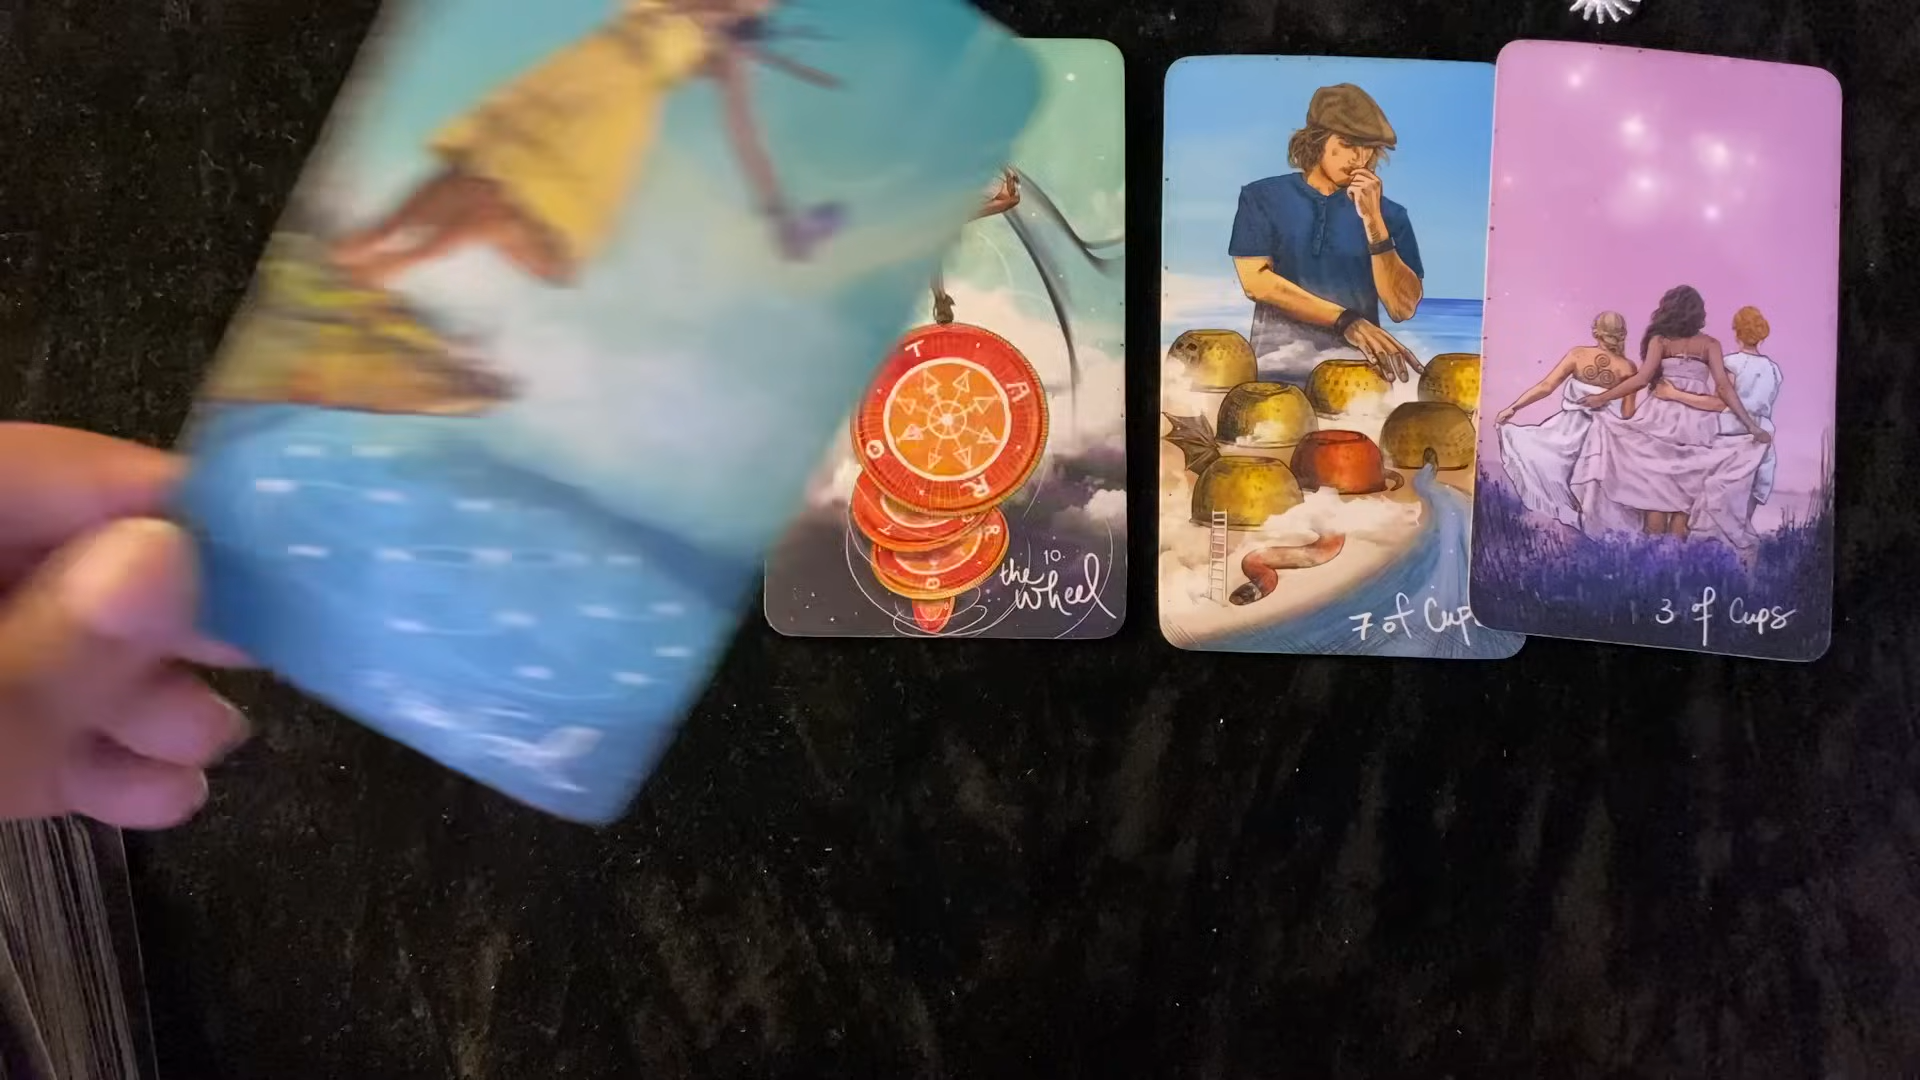 T A R O
10.
the
wheel
7 of Cups
3 of Cups